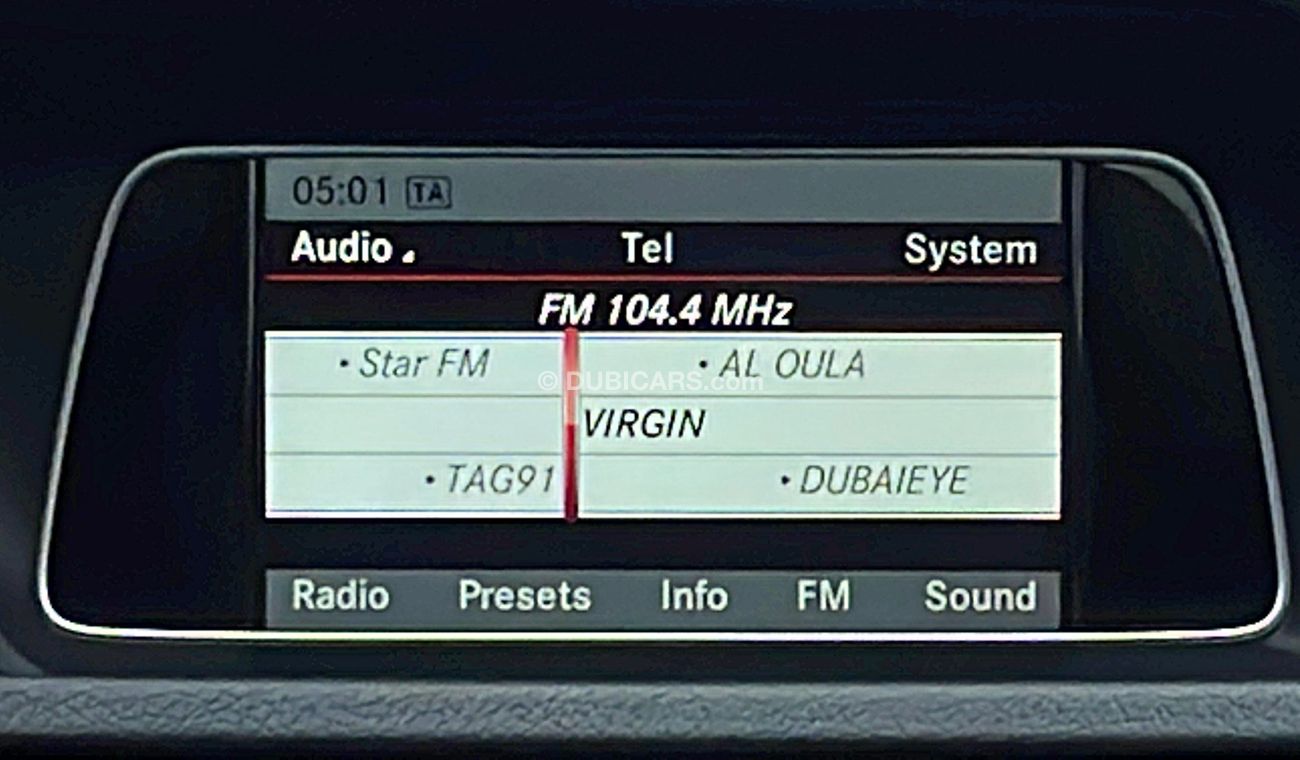 05:01 TA
Audio Tel System
FM 104.4 MHz
• Star FM • AL OULA
© DUBICARS.com
VIRGIN
• TAG91 • DUBAIEYE
Radio Presets Info FM Sound